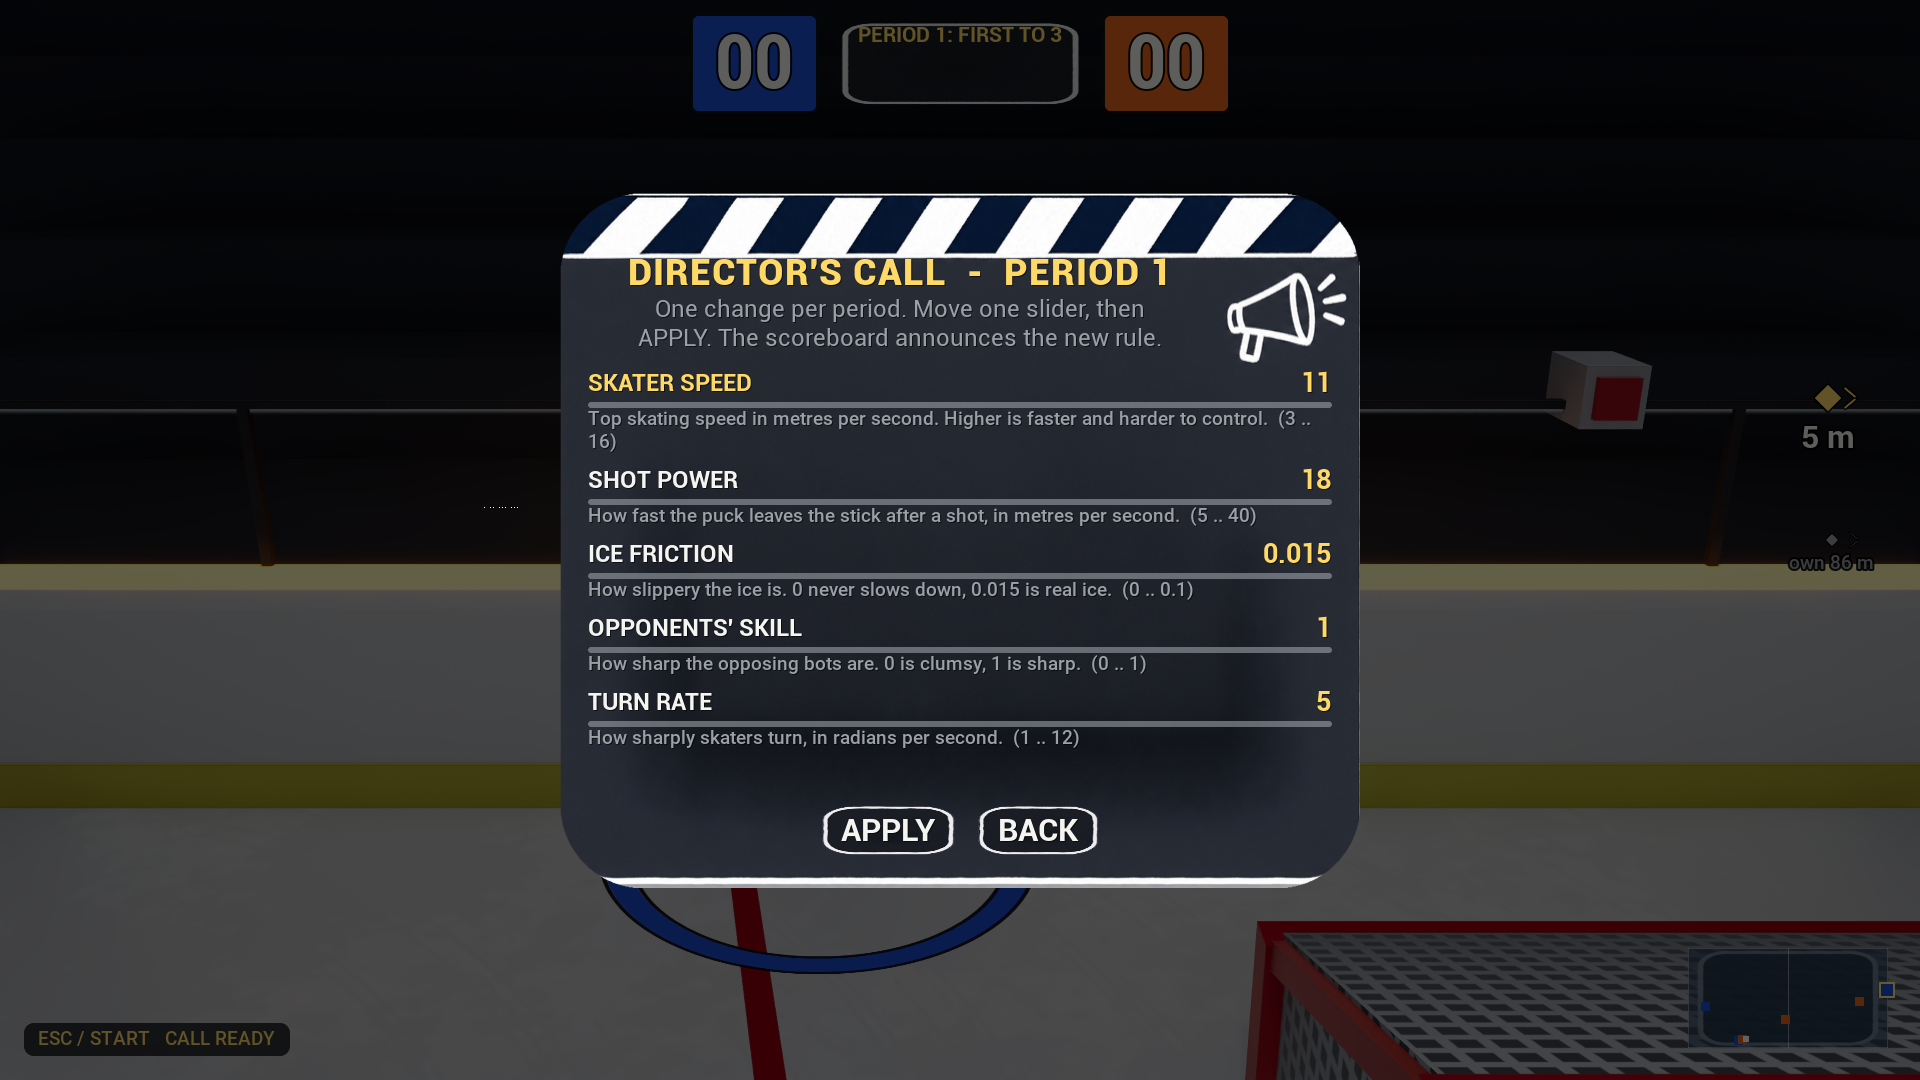 00
PERIOD 1: FIRST TO 3
00
DIRECTOR'S CALL - PERIOD 1
One change per period. Move one slider, then
APPLY. The scoreboard announces the new rule.
SKATER SPEED 11
Top skating speed in metres per second. Higher is faster and harder to control. (3 ..
16)
SHOT POWER 18
How fast the puck leaves the stick after a shot, in metres per second. (5 .. 40)
ICE FRICTION 0.015
How slippery the ice is. 0 never slows down, 0.015 is real ice. (0 .. 0.1)
OPPONENTS' SKILL 1
How sharp the opposing bots are. 0 is clumsy, 1 is sharp. (0 .. 1)
TURN RATE 5
How sharply skaters turn, in radians per second. (1 .. 12)
APPLY BACK
5 m
own 86 m
ESC / START CALL READY